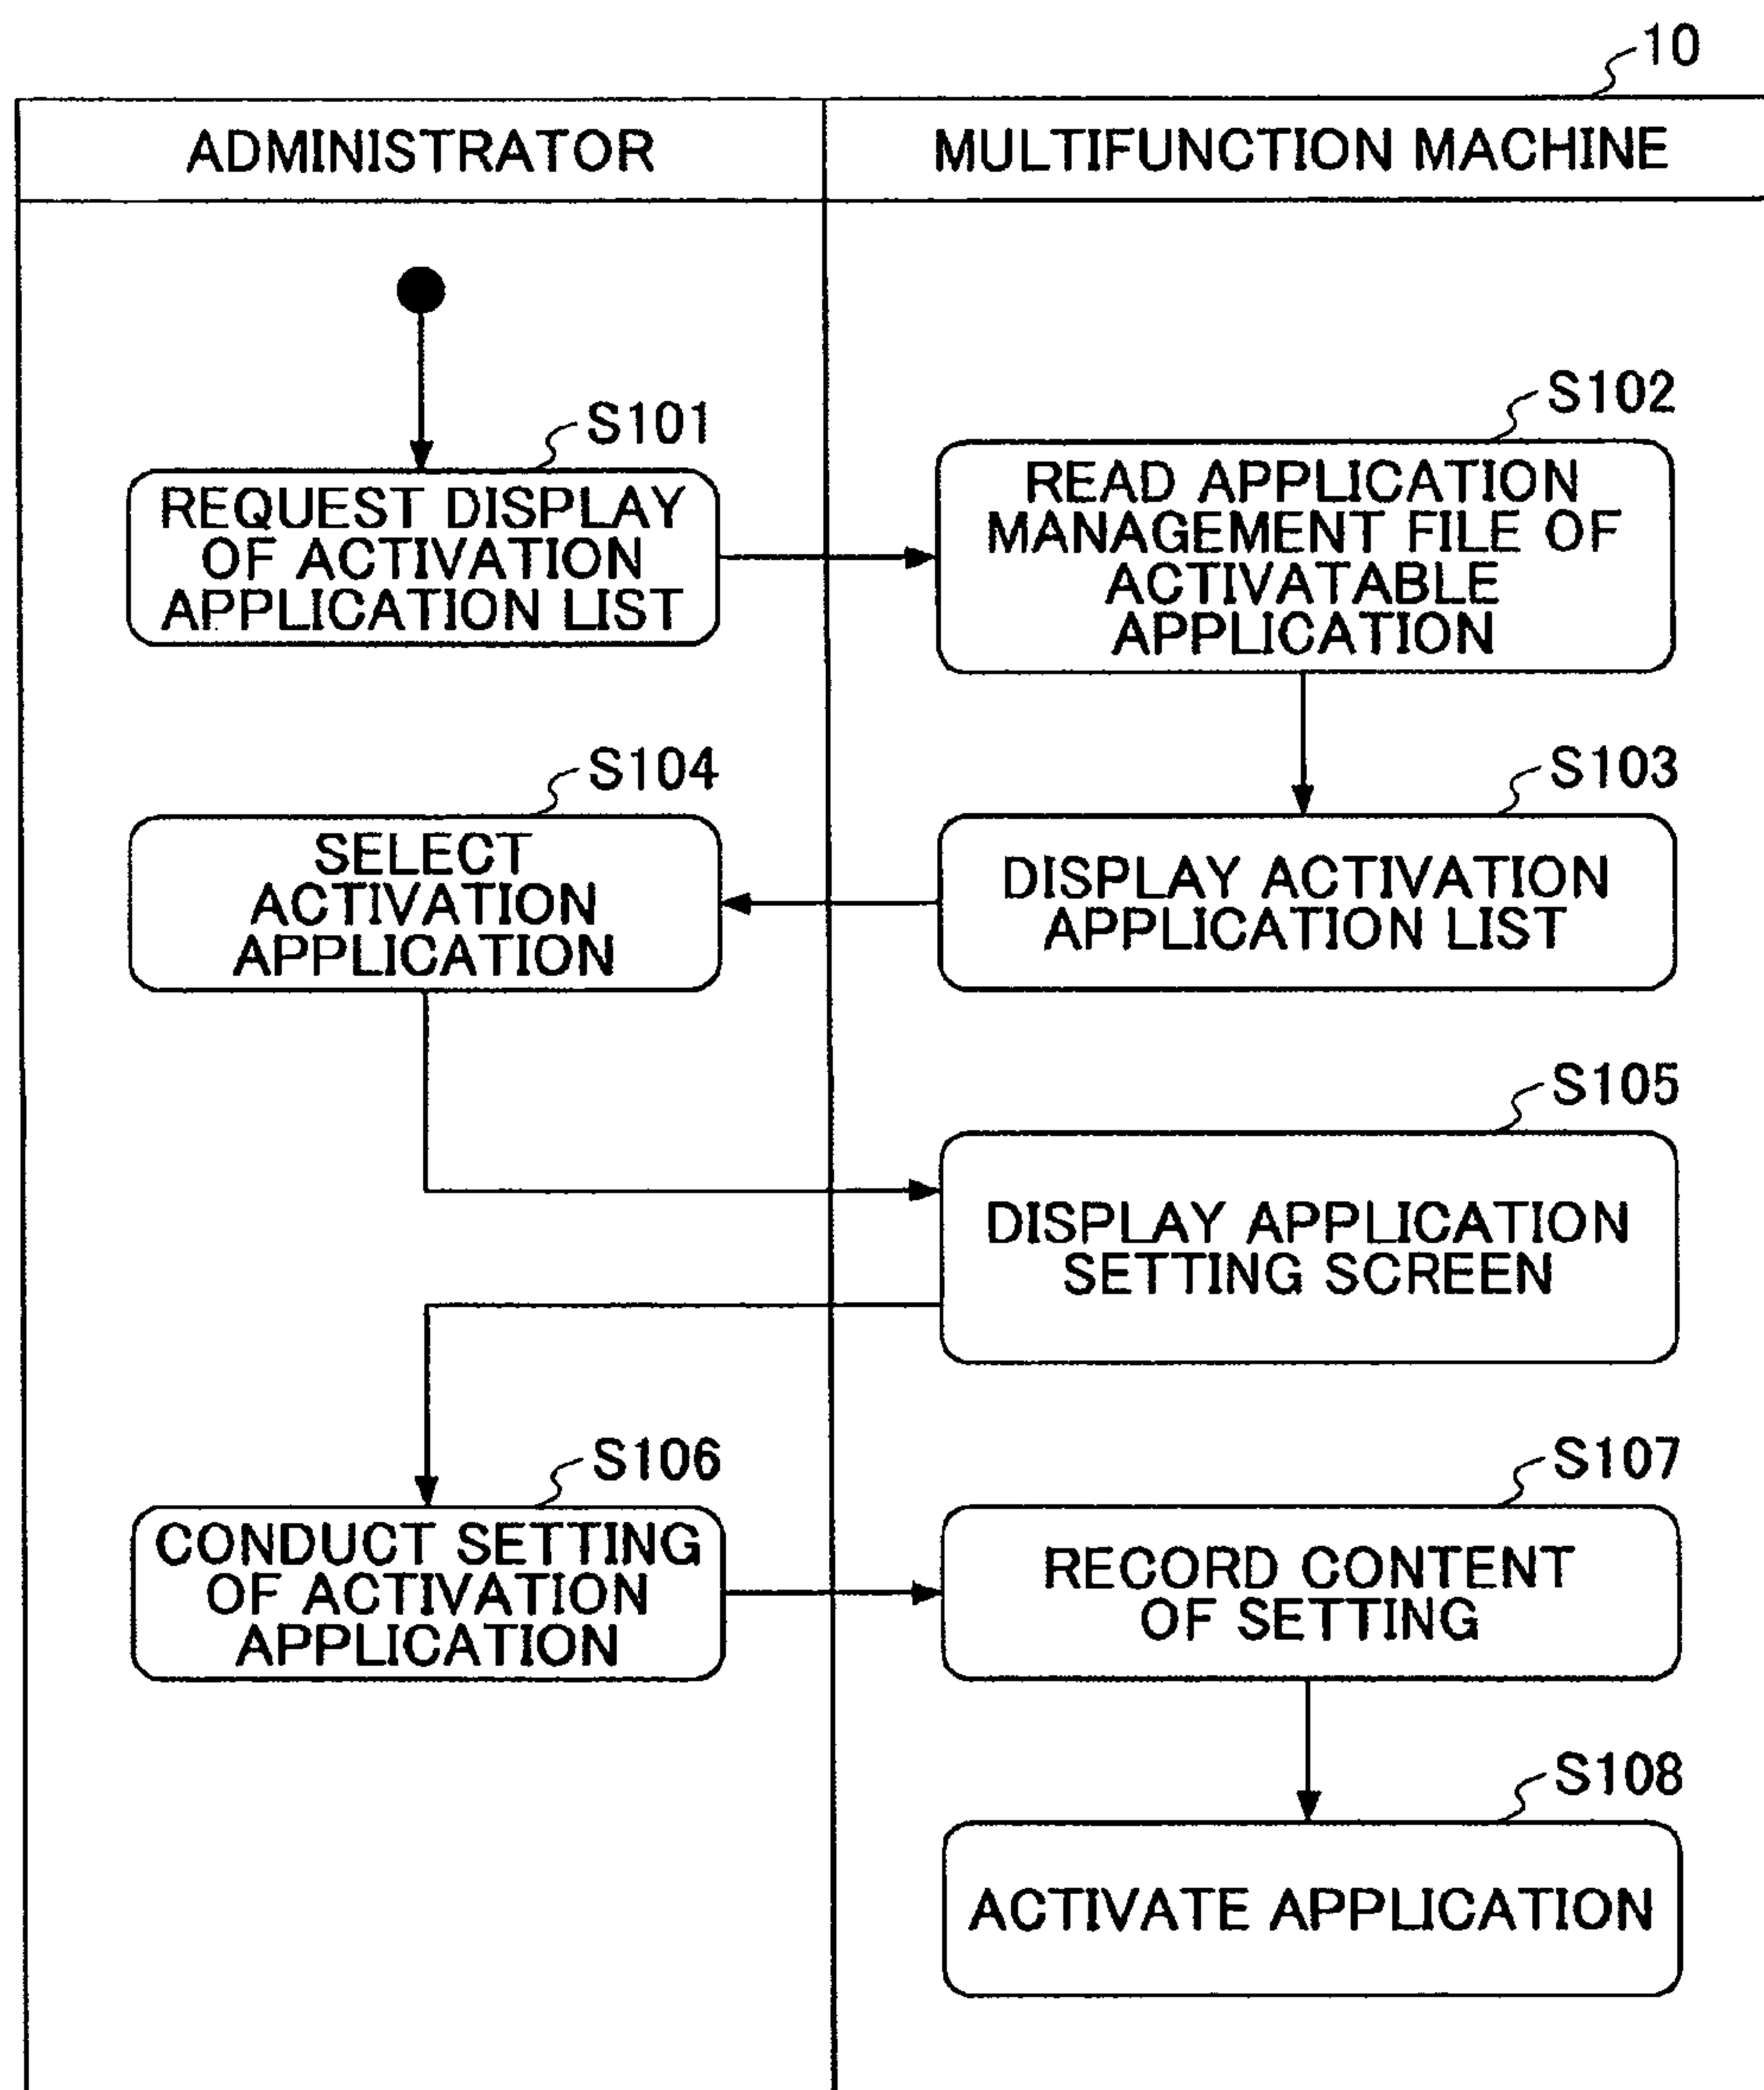 10
ADMINISTRATOR
MULTIFUNCTION MACHINE
S101
REQUEST DISPLAY
OF ACTIVATION
APPLICATION LIST
S102
READ APPLICATION
MANAGEMENT FILE OF
ACTIVATABLE
APPLICATION
S103
DISPLAY ACTIVATION
APPLICATION LIST
S104
SELECT
ACTIVATION
APPLICATION
S105
DISPLAY APPLICATION
SETTING SCREEN
S106
CONDUCT SETTING
OF ACTIVATION
APPLICATION
S107
RECORD CONTENT
OF SETTING
S108
ACTIVATE APPLICATION